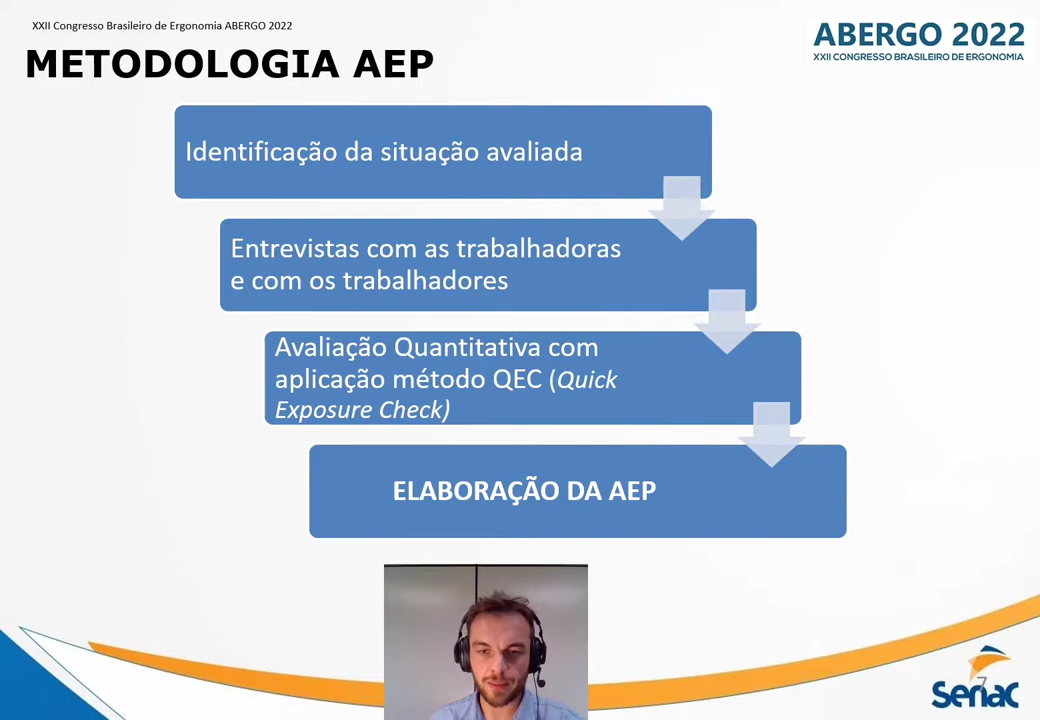 XXII Congresso Brasileiro de Ergonomia ABERGO 2022
METODOLOGIA AEP
ABERGO 2022
XXII CONGRESSO BRASILEIRO DE ERGONOMIA
Identificação da situação avaliada
Entrevistas com as trabalhadoras
e com os trabalhadores
Avaliação Quantitativa com
aplicação método QEC (Quick
Exposure Check)
ELABORAÇÃO DA AEP
7
Senac